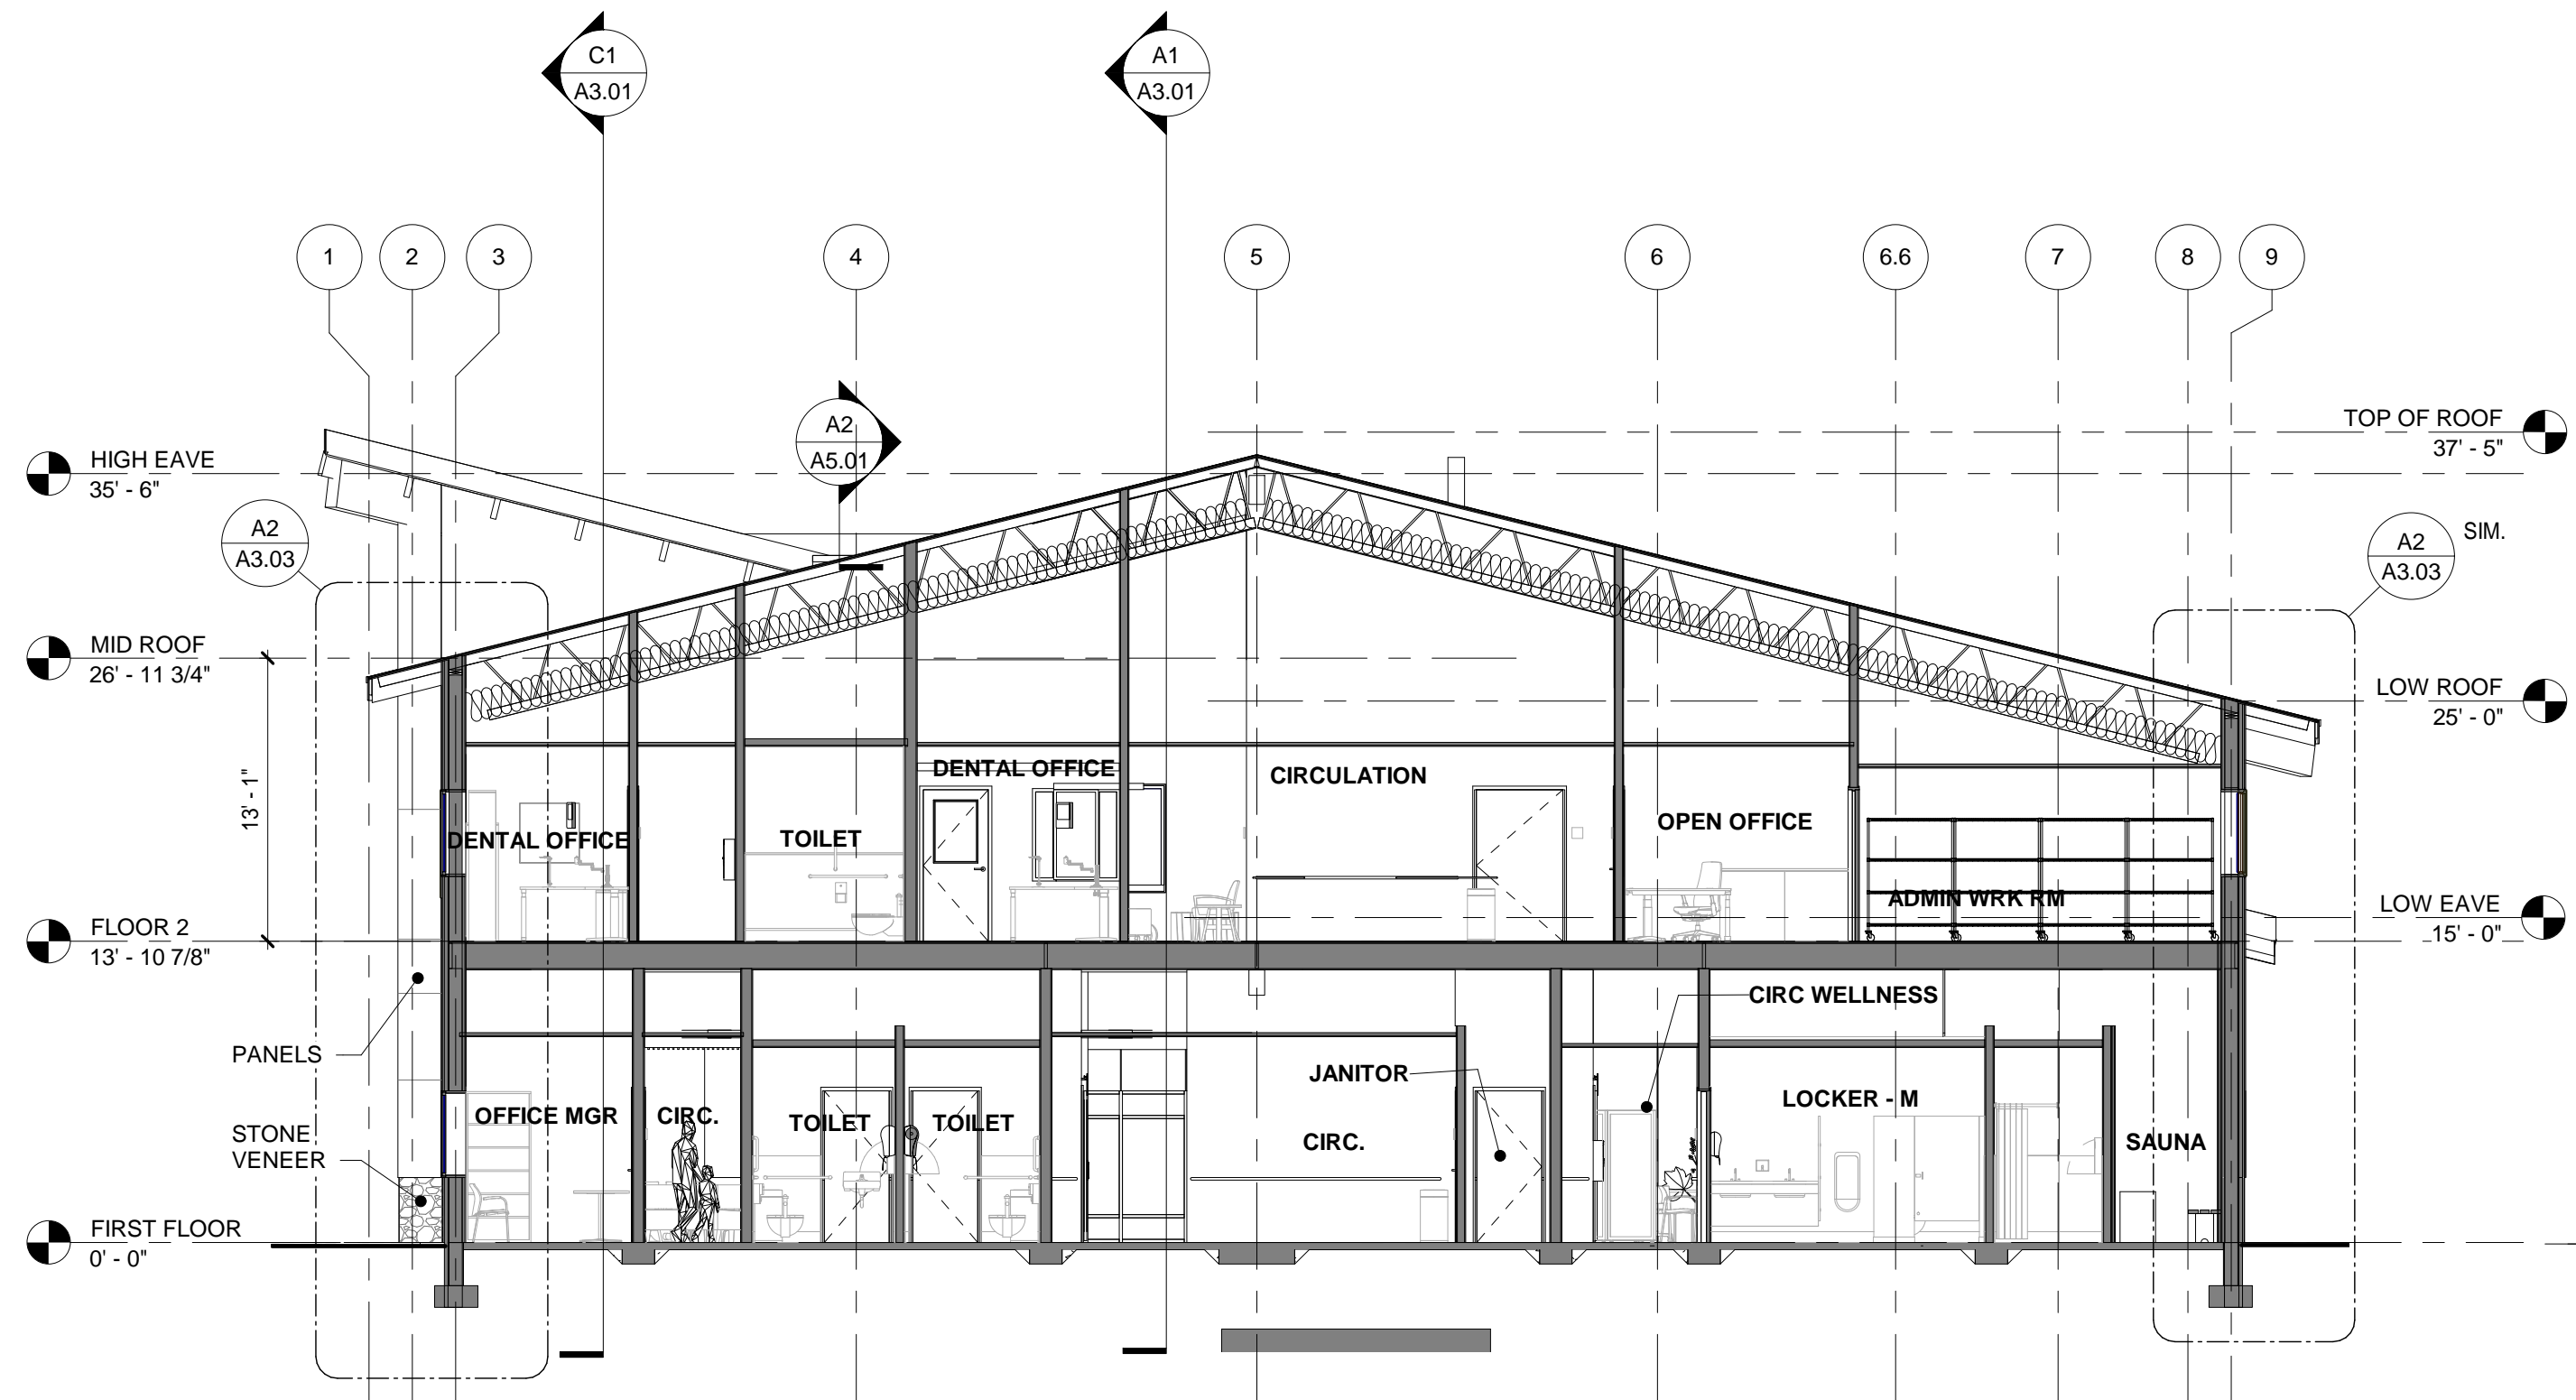 C1
A3.01
A1
A3.01
1
2
3
4
5
6
6.6
7
8
9
A2
A5.01
HIGH EAVE
35' - 6"
TOP OF ROOF
37' - 5"
A2
A3.03
A2
A3.03
SIM.
MID ROOF
26' - 11 3/4"
LOW ROOF
25' - 0"
13' - 1"
DENTAL OFFICE
TOILET
DENTAL OFFICE
CIRCULATION
OPEN OFFICE
ADMIN WRK RM
FLOOR 2
13' - 10 7/8"
LOW EAVE
15' - 0"
PANELS
STONE
VENEER
CIRC WELLNESS
JANITOR
OFFICE MGR
CIRC.
TOILET
TOILET
CIRC.
LOCKER - M
SAUNA
FIRST FLOOR
0' - 0"